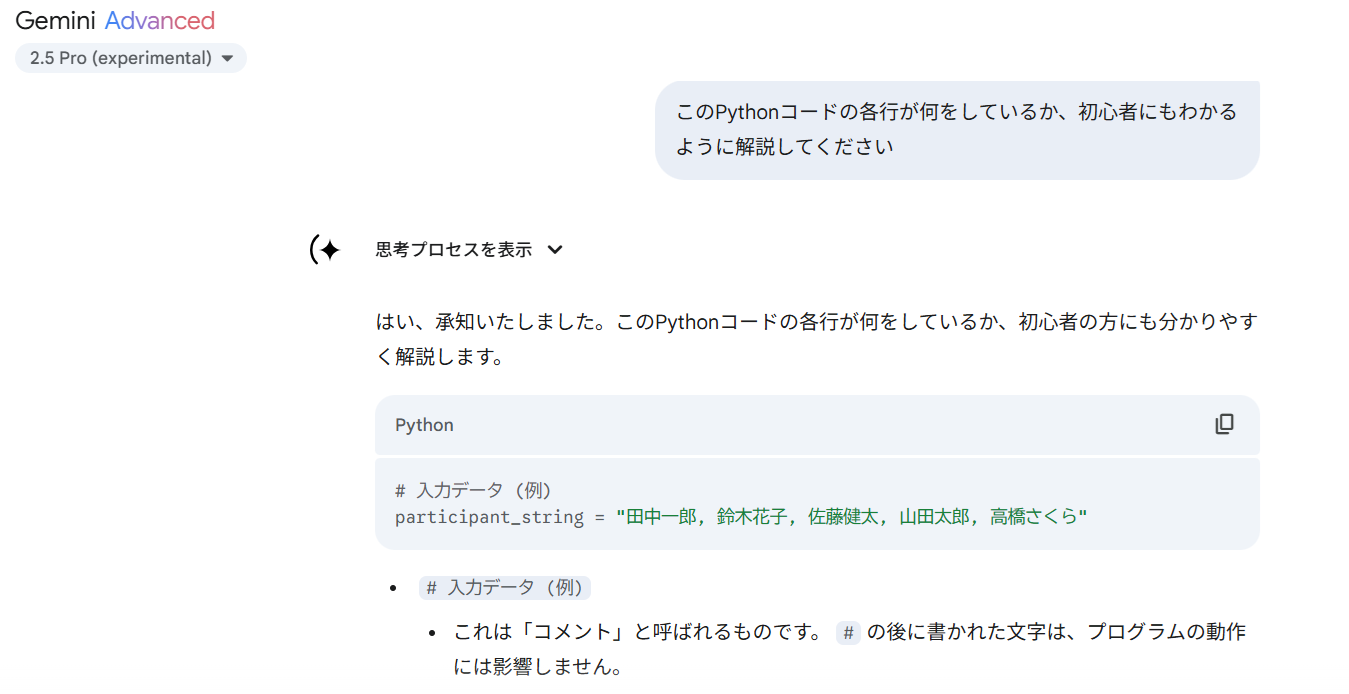 Gemini Advanced
2.5 Pro (experimental)
このPythonコードの各行が何をしているか、初心者にもわかる
ように解説してください
思考プロセスを表示
はい、承知いたしました。このPythonコードの各行が何をしているか、初心者の方にも分かりやす
く解説します。
Python
# 入力データ (例)
participant_string = "田中一郎, 鈴木花子, 佐藤健太, 山田太郎, 高橋さくら"
# 入力データ (例)
これは「コメント」と呼ばれるものです。 # の後に書かれた文字は、プログラムの動作
には影響しません。